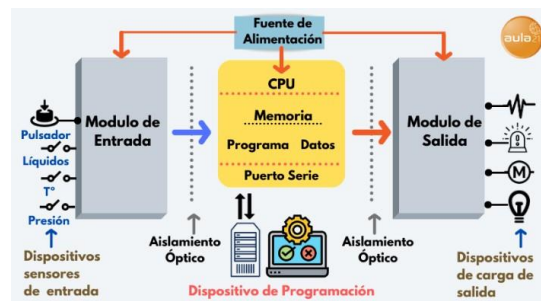 Fuente de
Alimentación
aula21
CPU
Memoria
Programa Datos
Puerto Serie
Modulo de
Entrada
Modulo de
Salida
Pulsador
Líquidos
T°
Presión
M
Dispositivos
sensores
de entrada
Aislamiento
Óptico
Aislamiento
Óptico
Dispositivos
de carga de
salida
Dispositivo de Programación